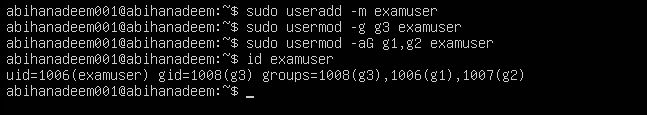 abihanadeem001@abihanadeem:~$ sudo useradd -m examuser
abihanadeem001@abihanadeem:~$ sudo usermod -g g3 examuser
abihanadeem001@abihanadeem:~$ sudo usermod -aG g1,g2 examuser
abihanadeem001@abihanadeem:~$ id examuser
uid=1006(examuser) gid=1008(g3) groups=1008(g3),1006(g1),1007(g2)
abihanadeem001@abihanadeem:~$ _